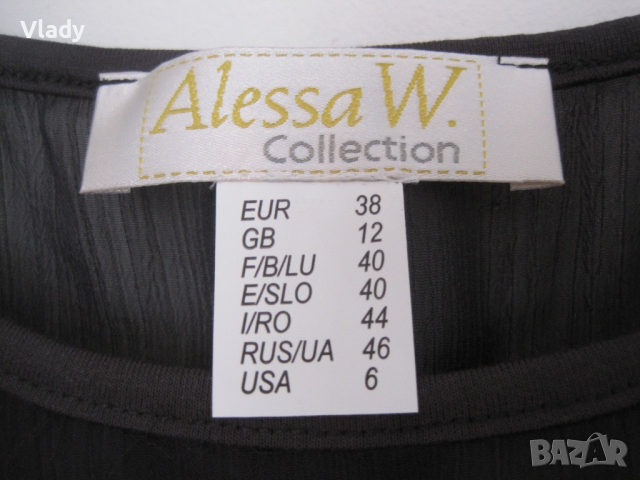 Vlady
Alessa W.
Collection
EUR 38
GB 12
F/B/LU 40
E/SLO 40
I/RO 44
RUS/UA 46
USA 6
BAZAR